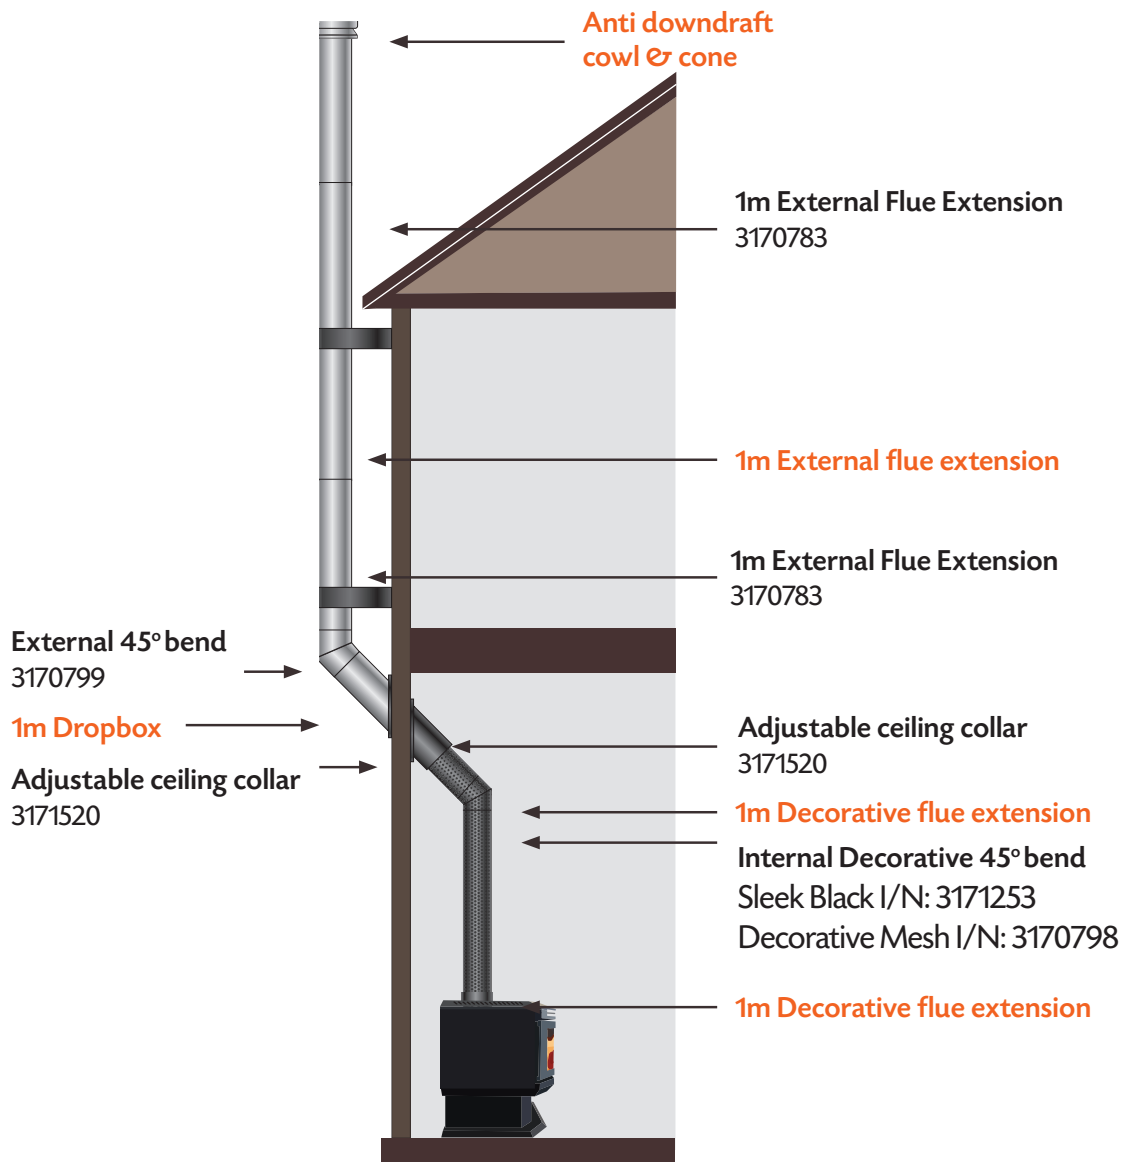 Anti downdraft
cowl & cone
1m External Flue Extension
3170783
1m External flue extension
1m External Flue Extension
3170783
External 45º bend
3170799
1m Dropbox
Adjustable ceiling collar
3171520
Adjustable ceiling collar
3171520
1m Decorative flue extension
Internal Decorative 45º bend
Sleek Black I/N: 3171253
Decorative Mesh I/N: 3170798
1m Decorative flue extension